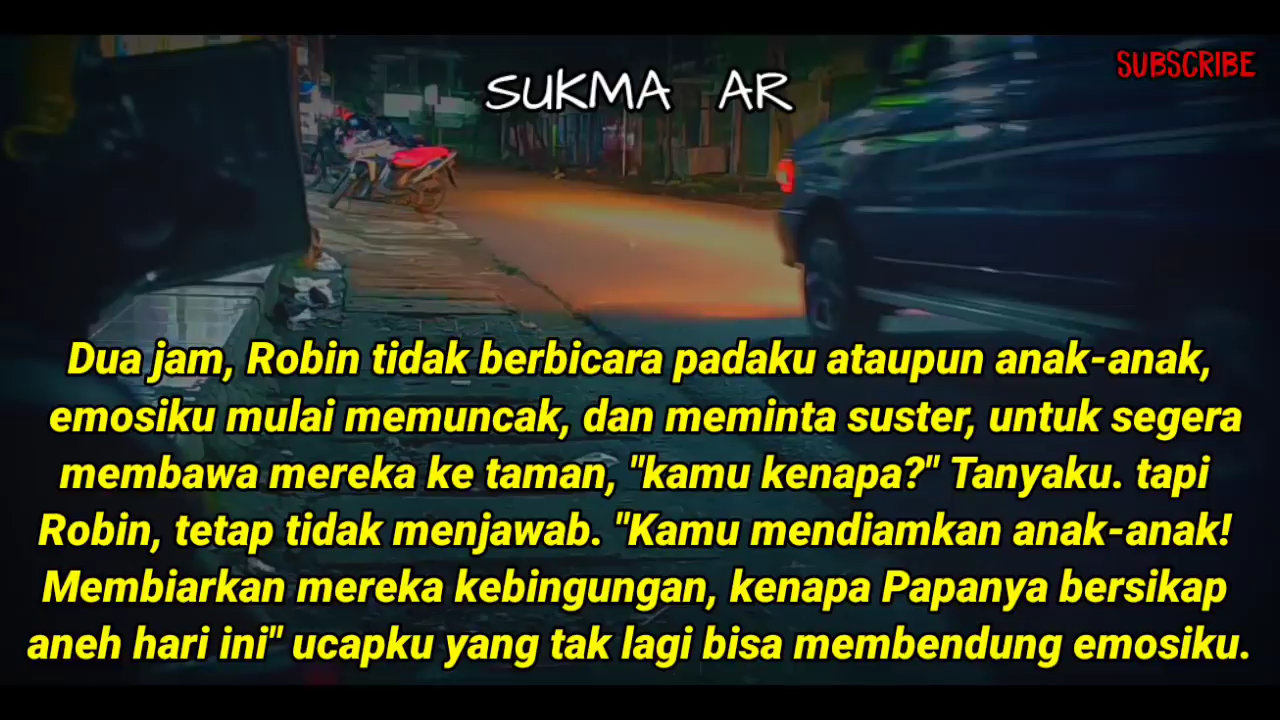 SUBSCRIBE
SUKMA AR
Dua jam, Robin tidak berbicara padaku ataupun anak-anak,
emosiku mulai memuncak, dan meminta suster, untuk segera
membawa mereka ke taman, "kamu kenapa?" Tanyaku. tapi
Robin, tetap tidak menjawab. "Kamu mendiamkan anak-anak!
Membiarkan mereka kebingungan, kenapa Papanya bersikap
aneh hari ini" ucapku yang tak lagi bisa membendung emosiku.